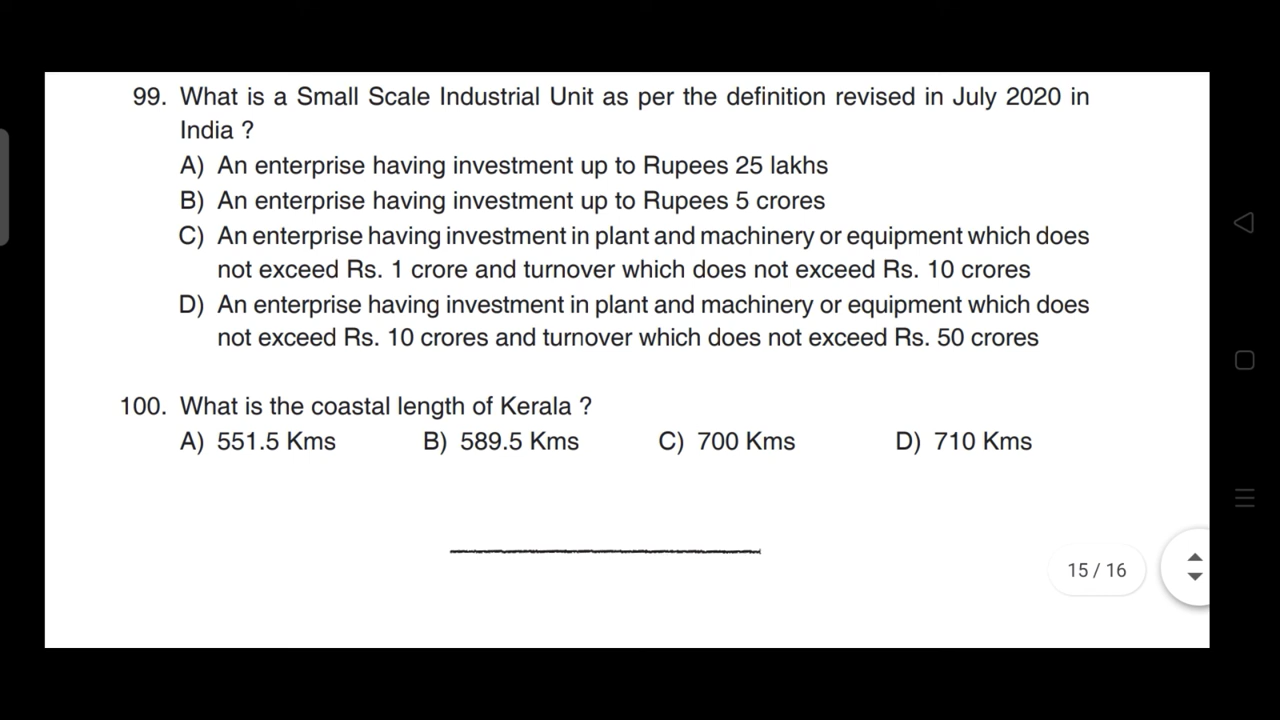 99. What is a Small Scale Industrial Unit as per the definition revised in July 2020 in
India ?
A) An enterprise having investment up to Rupees 25 lakhs
B) An enterprise having investment up to Rupees 5 crores
C) An enterprise having investment in plant and machinery or equipment which does
not exceed Rs. 1 crore and turnover which does not exceed Rs. 10 crores
D) An enterprise having investment in plant and machinery or equipment which does
not exceed Rs. 10 crores and turnover which does not exceed Rs. 50 crores
100. What is the coastal length of Kerala ?
A) 551.5 Kms B) 589.5 Kms C) 700 Kms D) 710 Kms
15 / 16